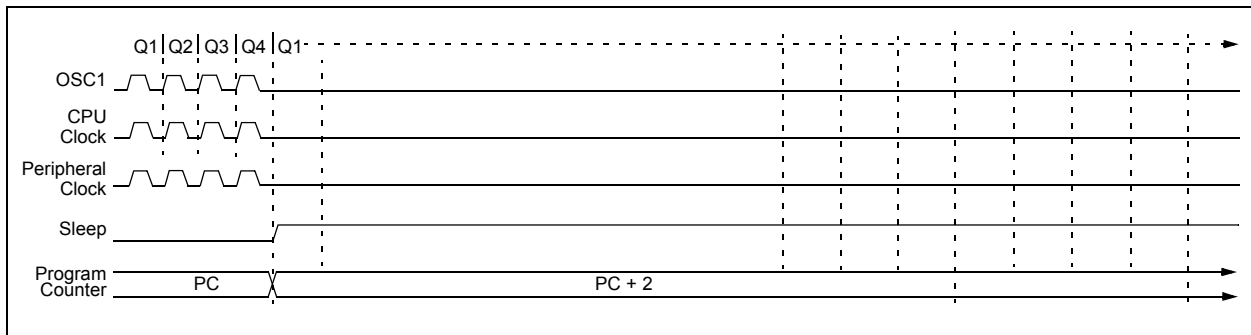 Q1 Q2 Q3 Q4 Q1
OSC1
CPU
Clock
Peripheral
Clock
Sleep
Program
Counter
PC
PC + 2